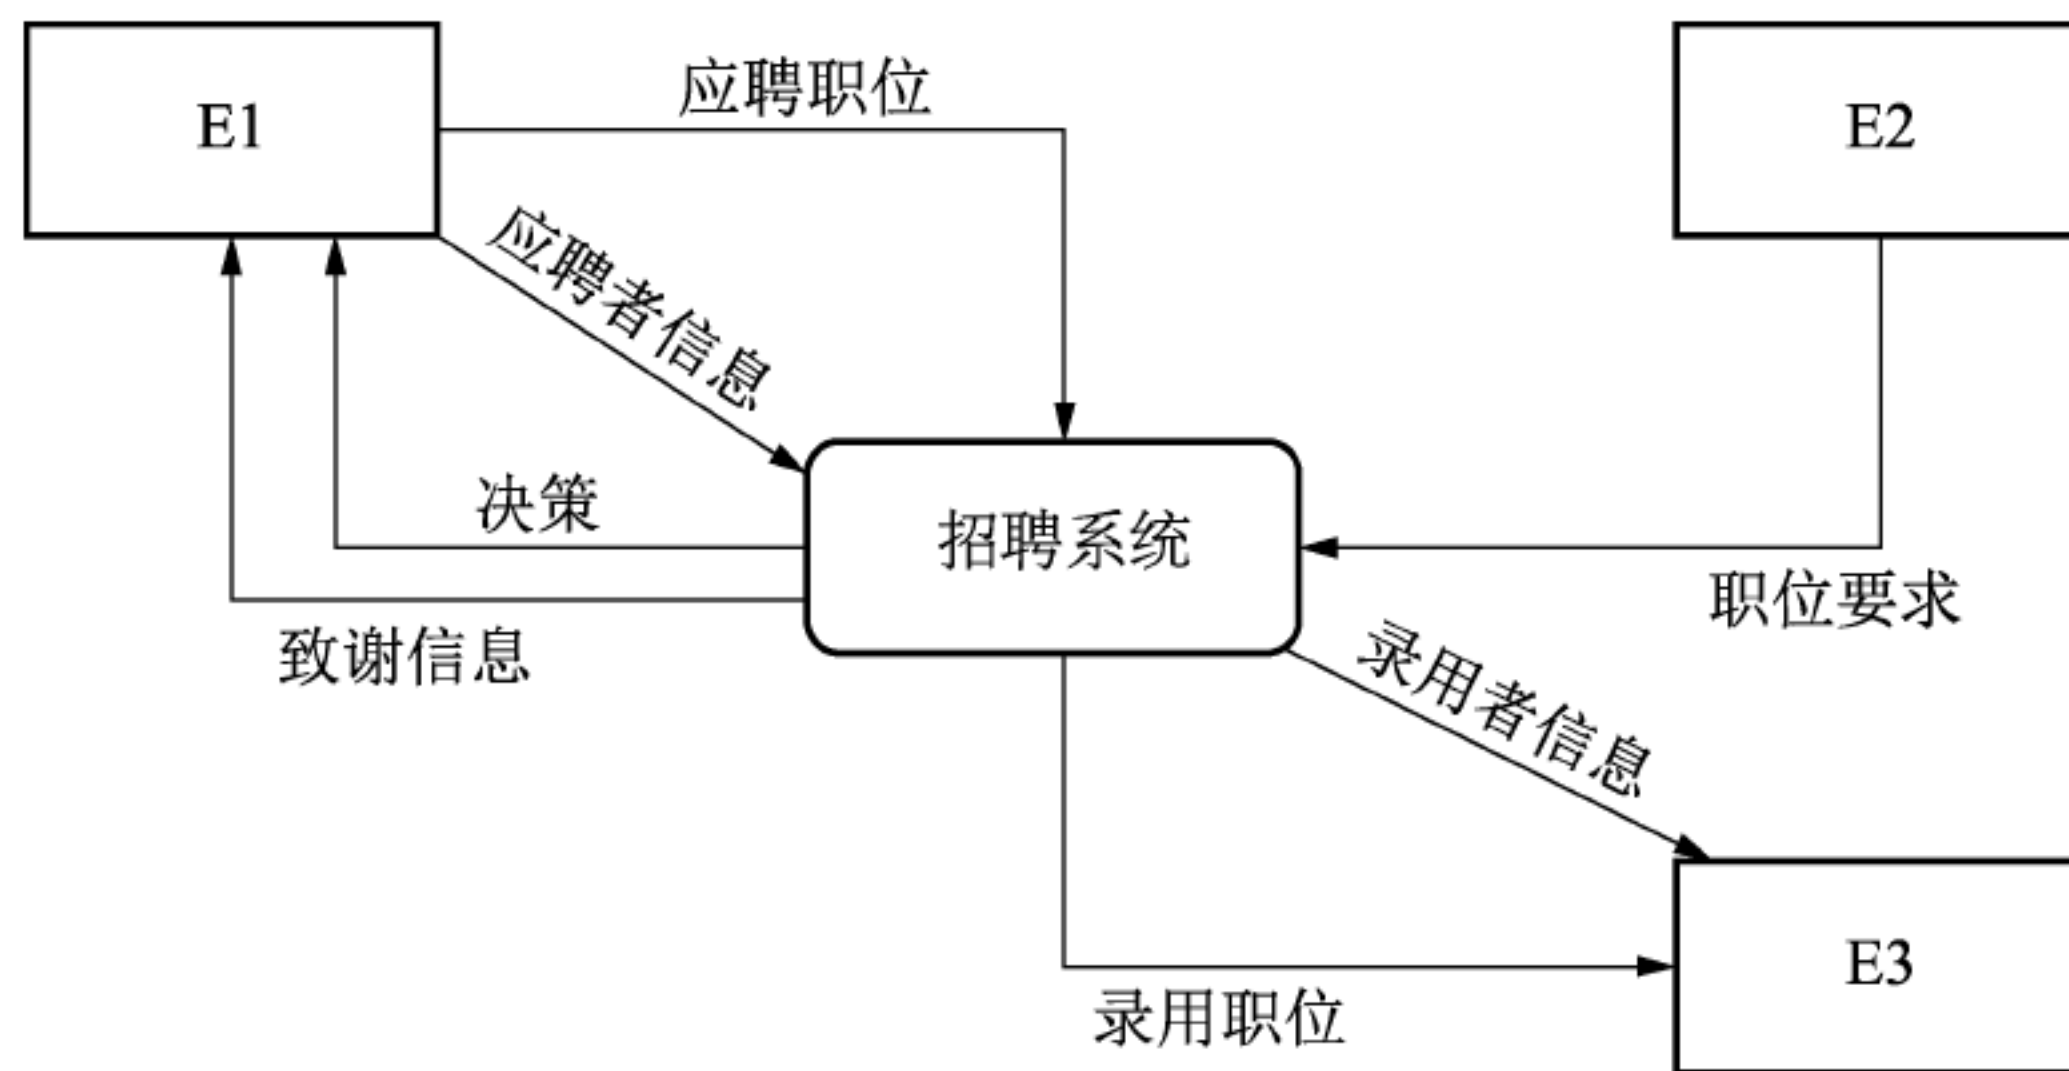 E1
应聘职位
E2
应聘者信息
决策
招聘系统
致谢信息
职位要求
录用者信息
E3
录用职位